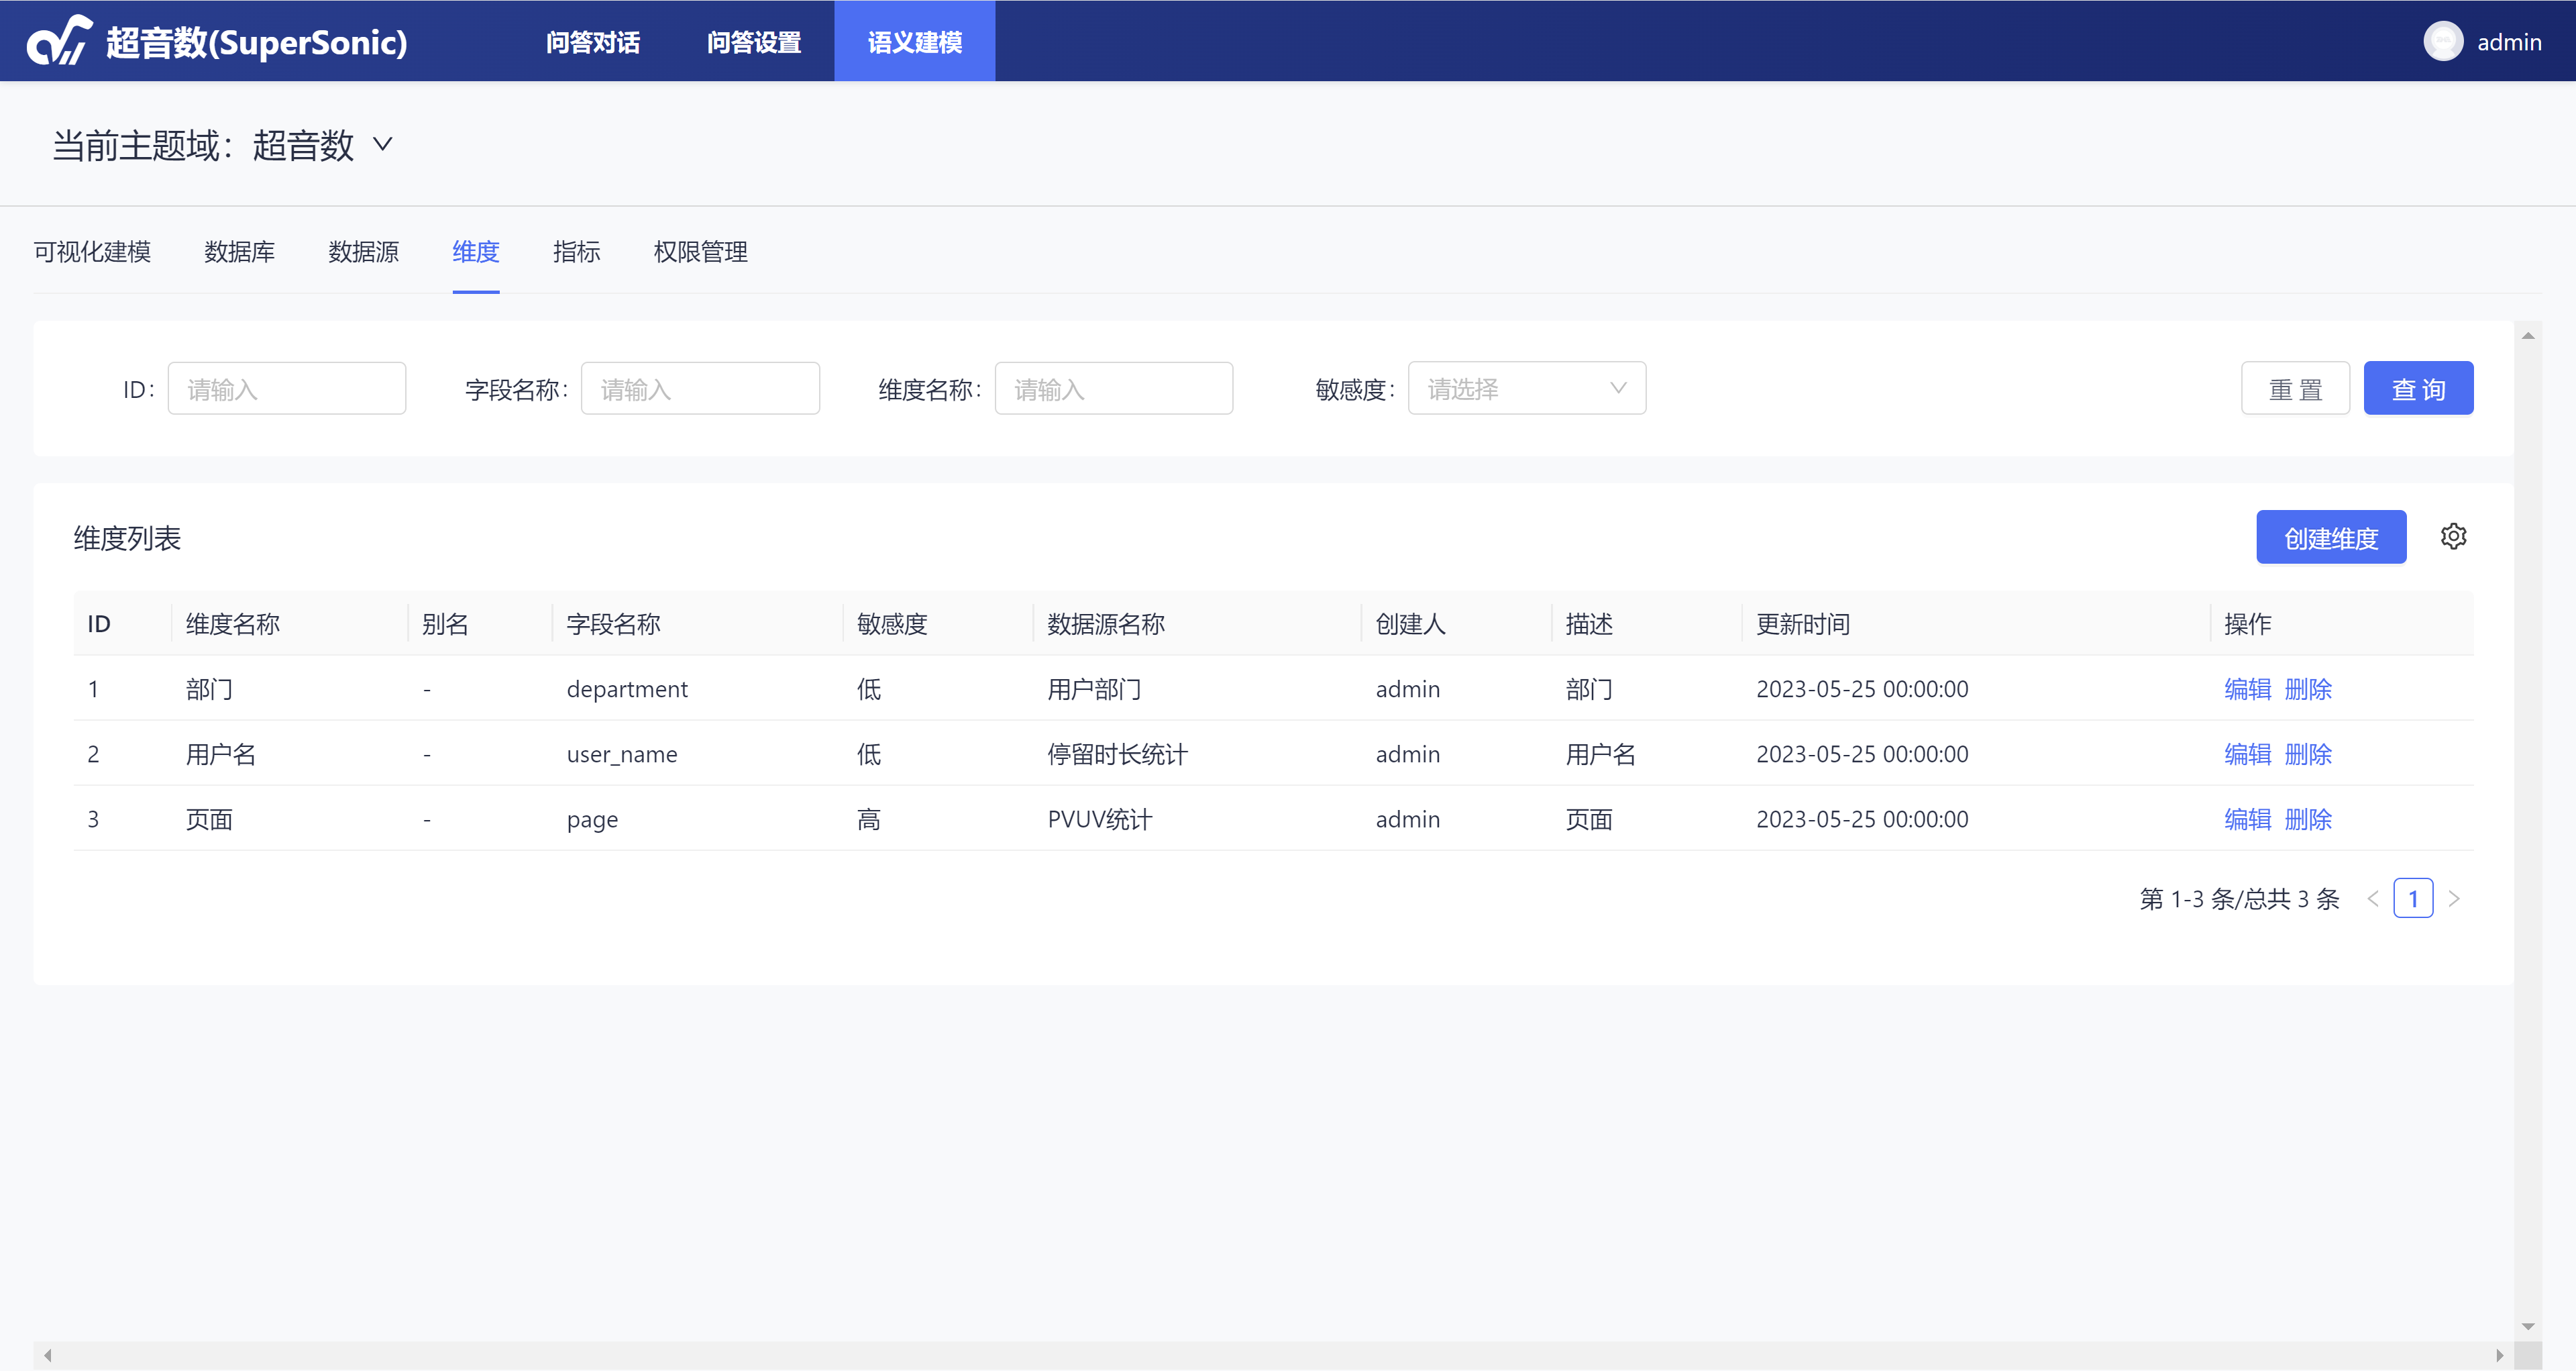 超音数(SuperSonic) 问答对话 问答设置 语义建模 admin
当前主题域：超音数
可视化建模 数据库 数据源 维度 指标 权限管理
ID: 请输入 字段名称: 请输入 维度名称: 请输入 敏感度: 请选择 重 置 查 询
维度列表 创建维度
ID 维度名称 别名 字段名称 敏感度 数据源名称 创建人 描述 更新时间 操作
1 部门 - department 低 用户部门 admin 部门 2023-05-25 00:00:00 编辑 删除
2 用户名 - user_name 低 停留时长统计 admin 用户名 2023-05-25 00:00:00 编辑 删除
3 页面 - page 高 PVUV统计 admin 页面 2023-05-25 00:00:00 编辑 删除
第 1-3 条/总共 3 条 1